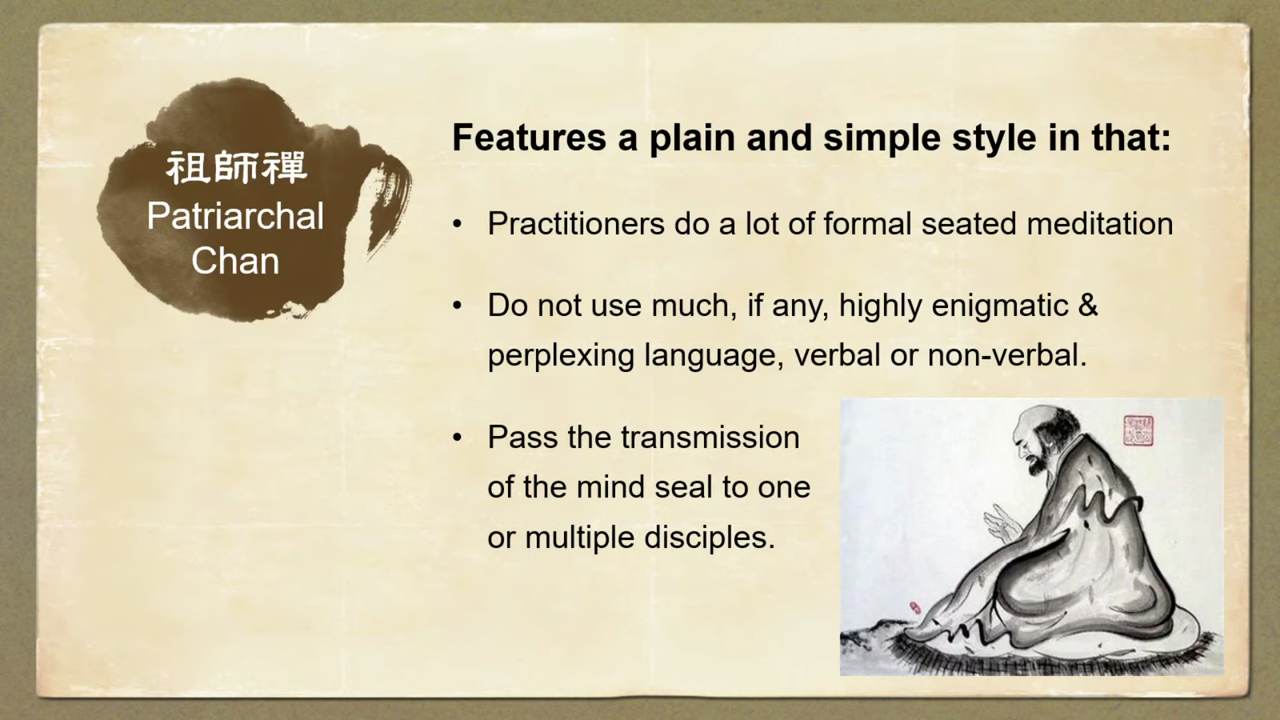 祖師禪
Patriarchal
Chan
Features a plain and simple style in that:
• Practitioners do a lot of formal seated meditation
• Do not use much, if any, highly enigmatic &
perplexing language, verbal or non-verbal.
• Pass the transmission
of the mind seal to one
or multiple disciples.